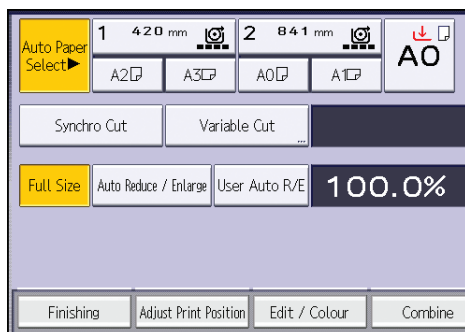 Auto Paper
Select▶
1 420 mm
2 841 mm
A0
A2 A3 A0 A1
Synchro Cut
Variable Cut
...
Full Size
Auto Reduce / Enlarge
User Auto R/E
100.0%
Finishing
Adjust Print Position
Edit / Colour
Combine